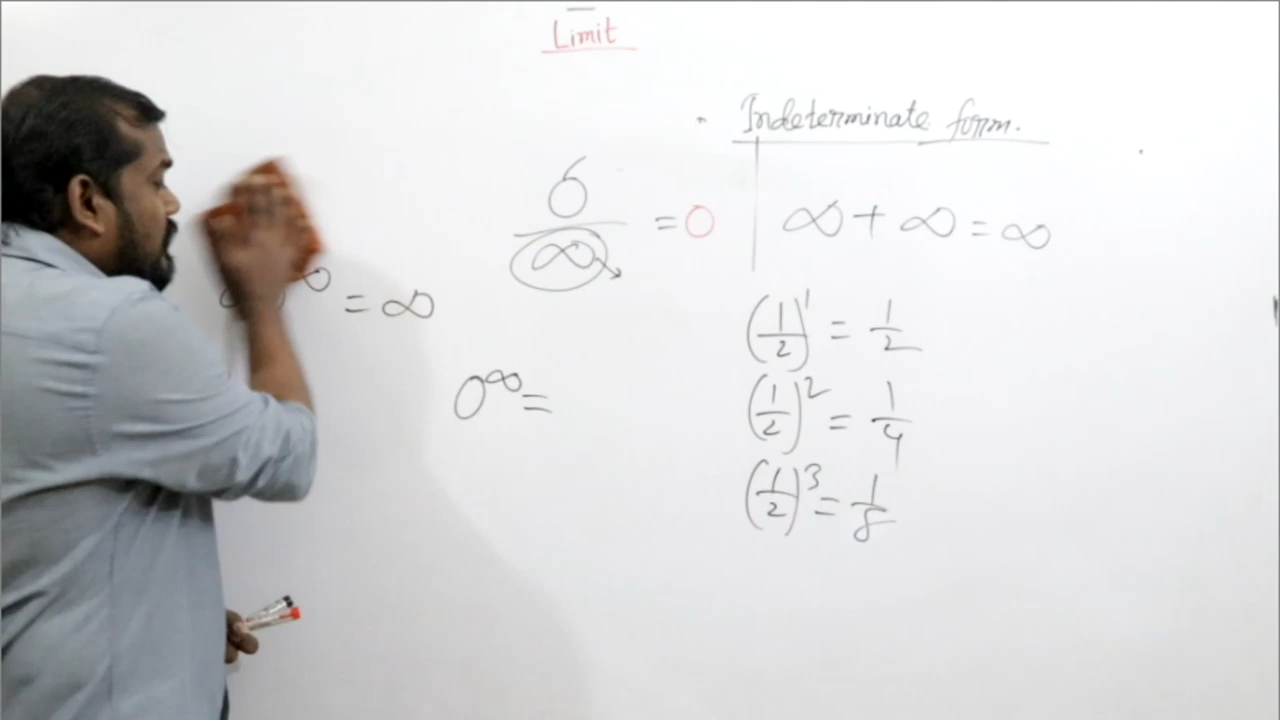 Limit
Indeterminate form.
6/∞ = 0
∞ + ∞ = ∞
= ∞
0^∞ =
(1/2)^1 = 1/2
(1/2)^2 = 1/4
(1/2)^3 = 1/8